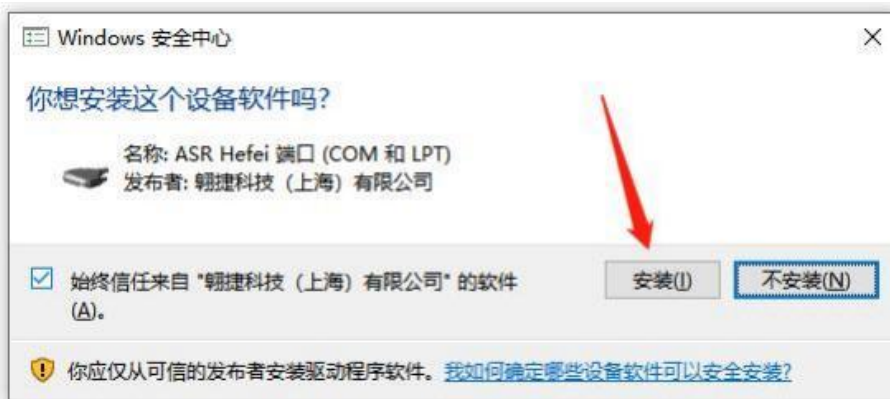 Windows 安全中心
你想安装这个设备软件吗?
名称: ASR Hefei 端口 (COM 和 LPT)
发布者: 翱捷科技（上海）有限公司
始终信任来自 "翱捷科技（上海）有限公司" 的软件
(A)。
安装(I)
不安装(N)
你应仅从可信的发布者安装驱动程序软件。我如何确定哪些设备软件可以安全安装?